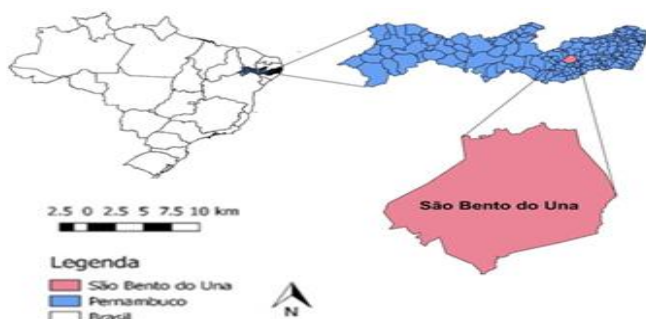 São Bento do Una
2.5 0 2.5 5 7.5 10 km
Legenda
São Bento do Una
Pernambuco
Brasil
N